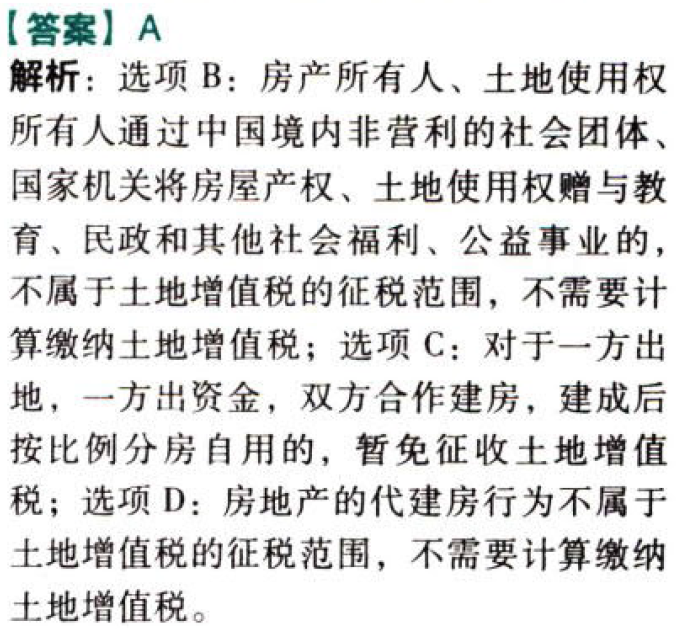 【答案】A
解析：选项 B：房产所有人、土地使用权
所有人通过中国境内非营利的社会团体、
国家机关将房屋产权、土地使用权赠与教
育、民政和其他社会福利、公益事业的，
不属于土地增值税的征税范围，不需要计
算缴纳土地增值税；选项 C：对于一方出
地，一方出资金，双方合作建房，建成后
按比例分房自用的，暂免征收土地增值
税；选项 D：房地产的代建房行为不属于
土地增值税的征税范围，不需要计算缴纳
土地增值税。